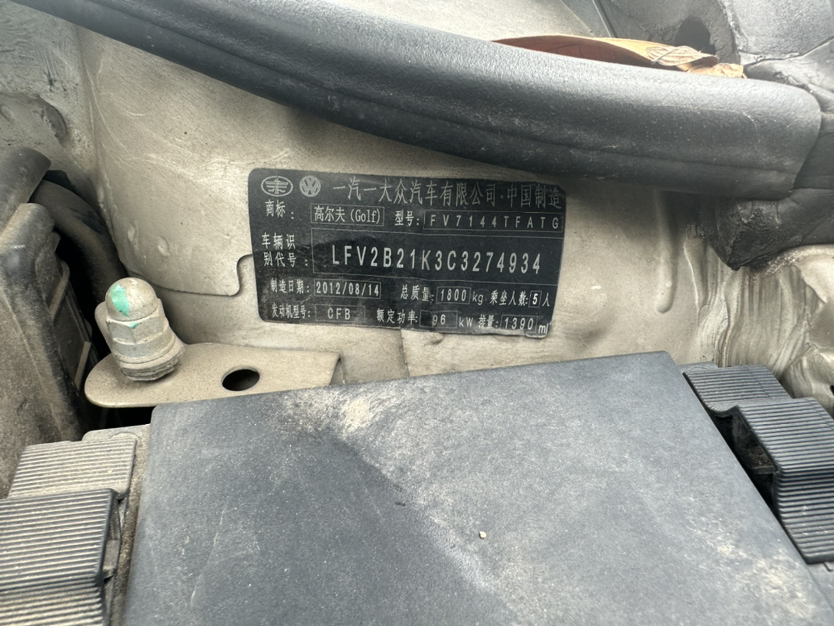 一汽一大众汽车有限公司·中国制造
商标: 高尔夫(Golf) 型号: FV7144TFATG
车辆识别代号: LFV2B21K3C3274934
制造日期: 2012/08/14 总质量: 1800 kg 乘坐人数: 5 人
发动机型号: CFB 额定功率: 96 kW 排量: 1390 ml